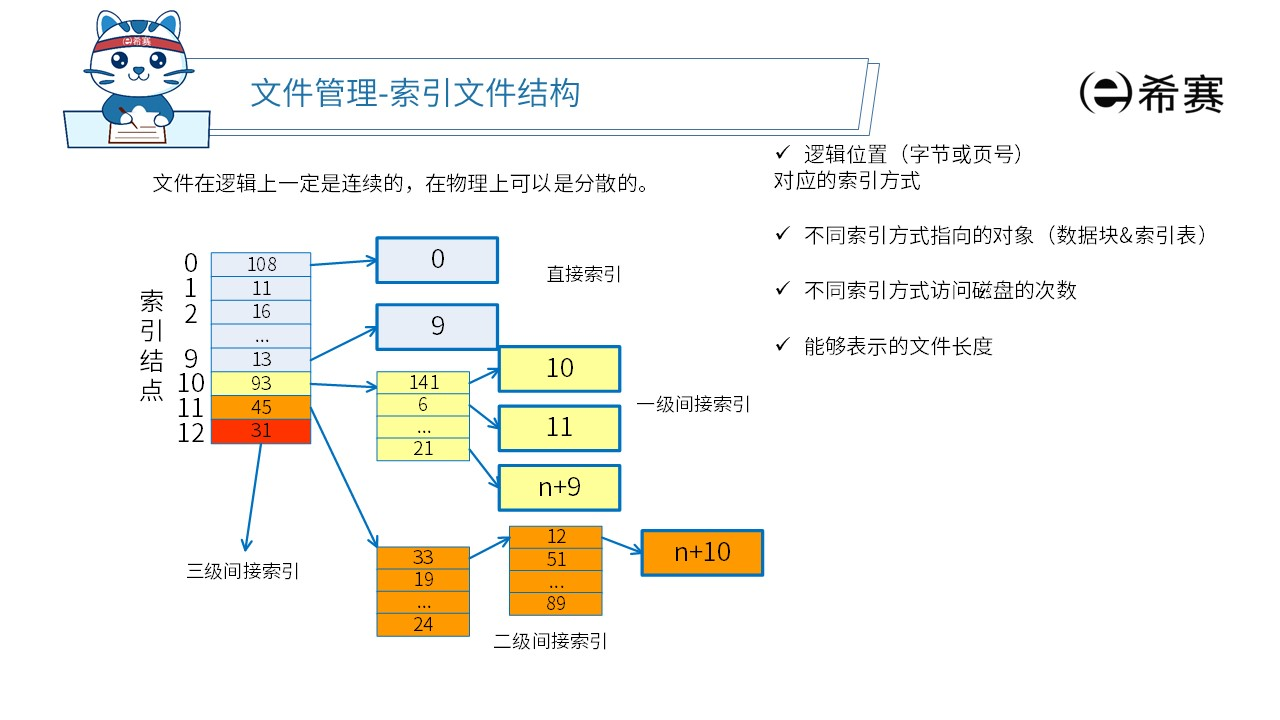 希赛
文件管理-索引文件结构
希赛
文件在逻辑上一定是连续的，在物理上可以是分散的。
✓ 逻辑位置（字节或页号）
对应的索引方式
✓ 不同索引方式指向的对象（数据块&索引表）
✓ 不同索引方式访问磁盘的次数
✓ 能够表示的文件长度
索引结点
0
1
2
9
10
11
12
108
11
16
...
13
93
45
31
0
直接索引
9
141
6
...
21
10
11
n+9
一级间接索引
三级间接索引
33
19
...
24
12
51
...
89
n+10
二级间接索引